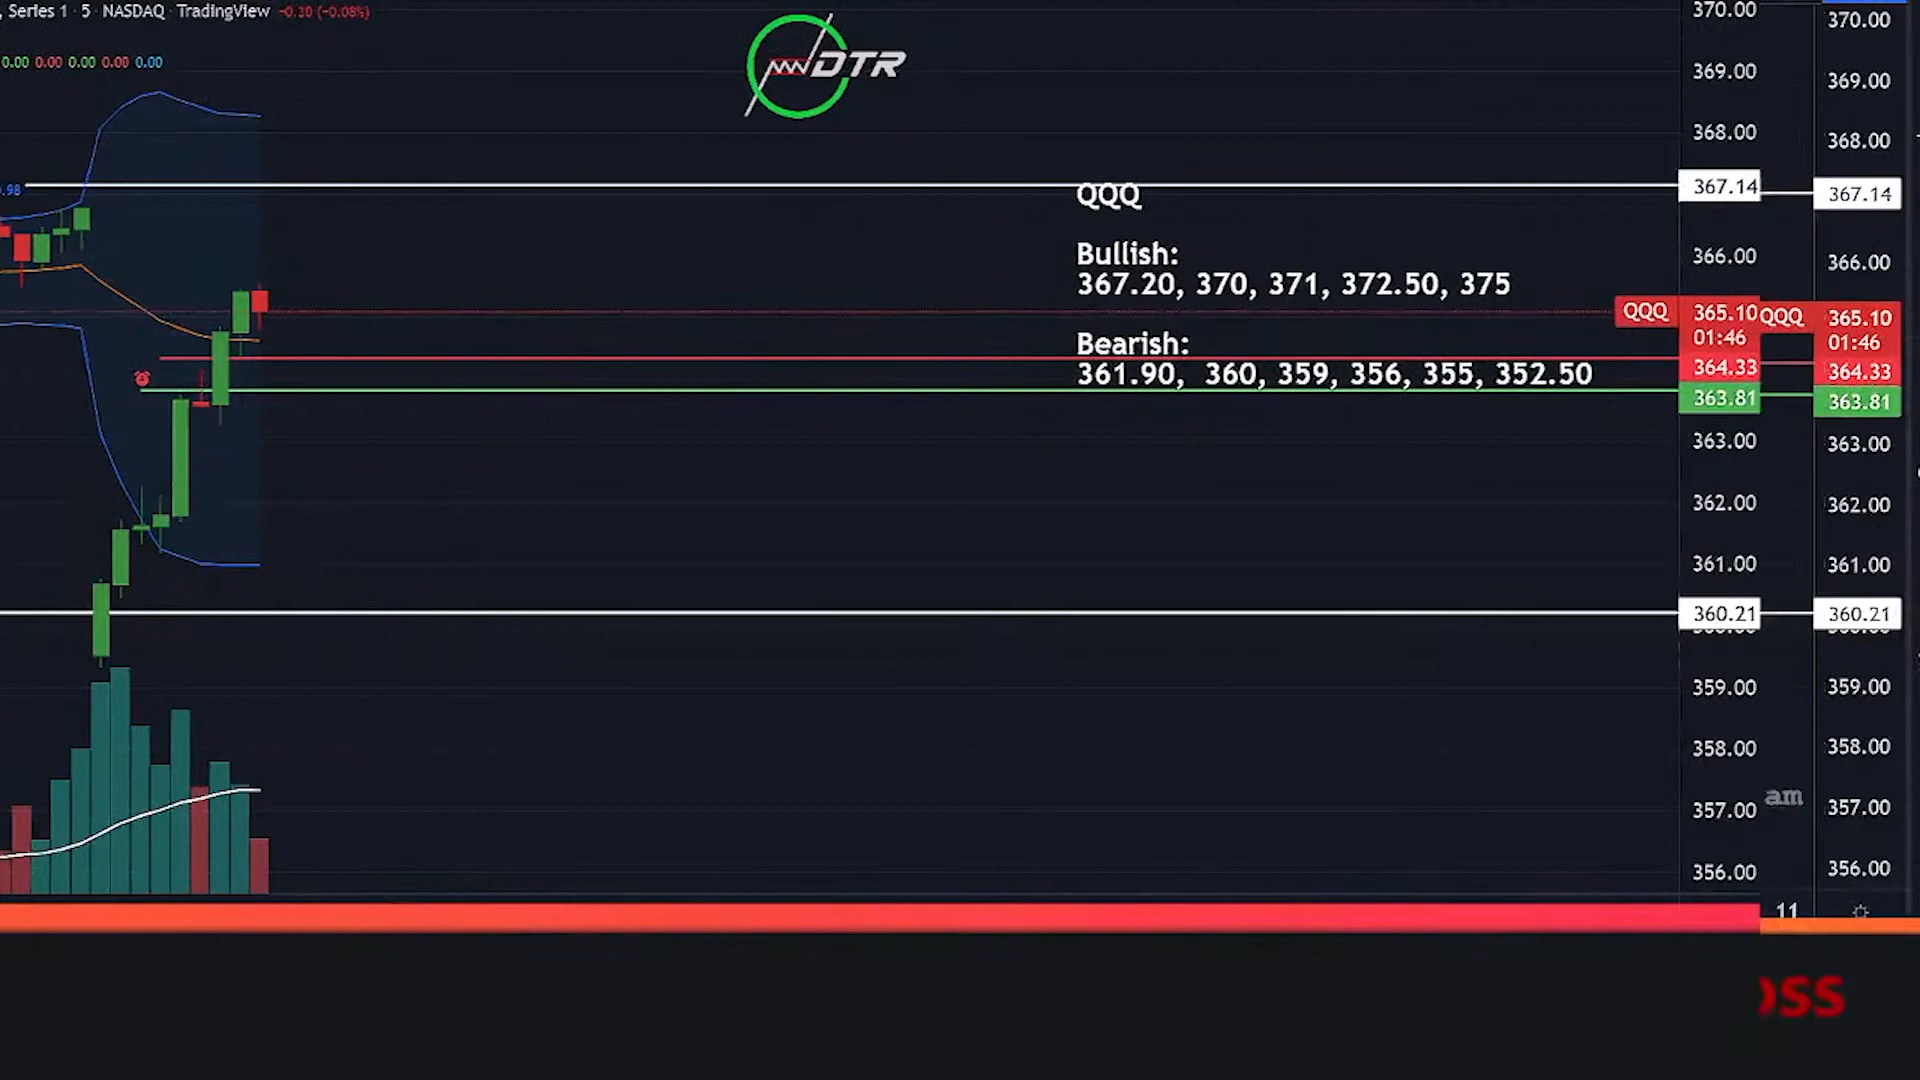 , Series 1 · 5 · NASDAQ · TradingView -0.30 (-0.08%)
0.00 0.00 0.00 0.00 0.00
DTR
370.00 370.00
369.00 369.00
368.00 368.00
.98
367.14 367.14
QQQ
Bullish:
366.00 366.00
367.20, 370, 371, 372.50, 375
QQQ 365.10 QQQ 365.10
01:46 01:46
Bearish:
364.33 364.33
361.90, 360, 359, 356, 355, 352.50
363.81 363.81
363.00 363.00
362.00 362.00
361.00 361.00
360.21 360.21
359.00 359.00
358.00 358.00
am
357.00 357.00
356.00 356.00
11
OSS